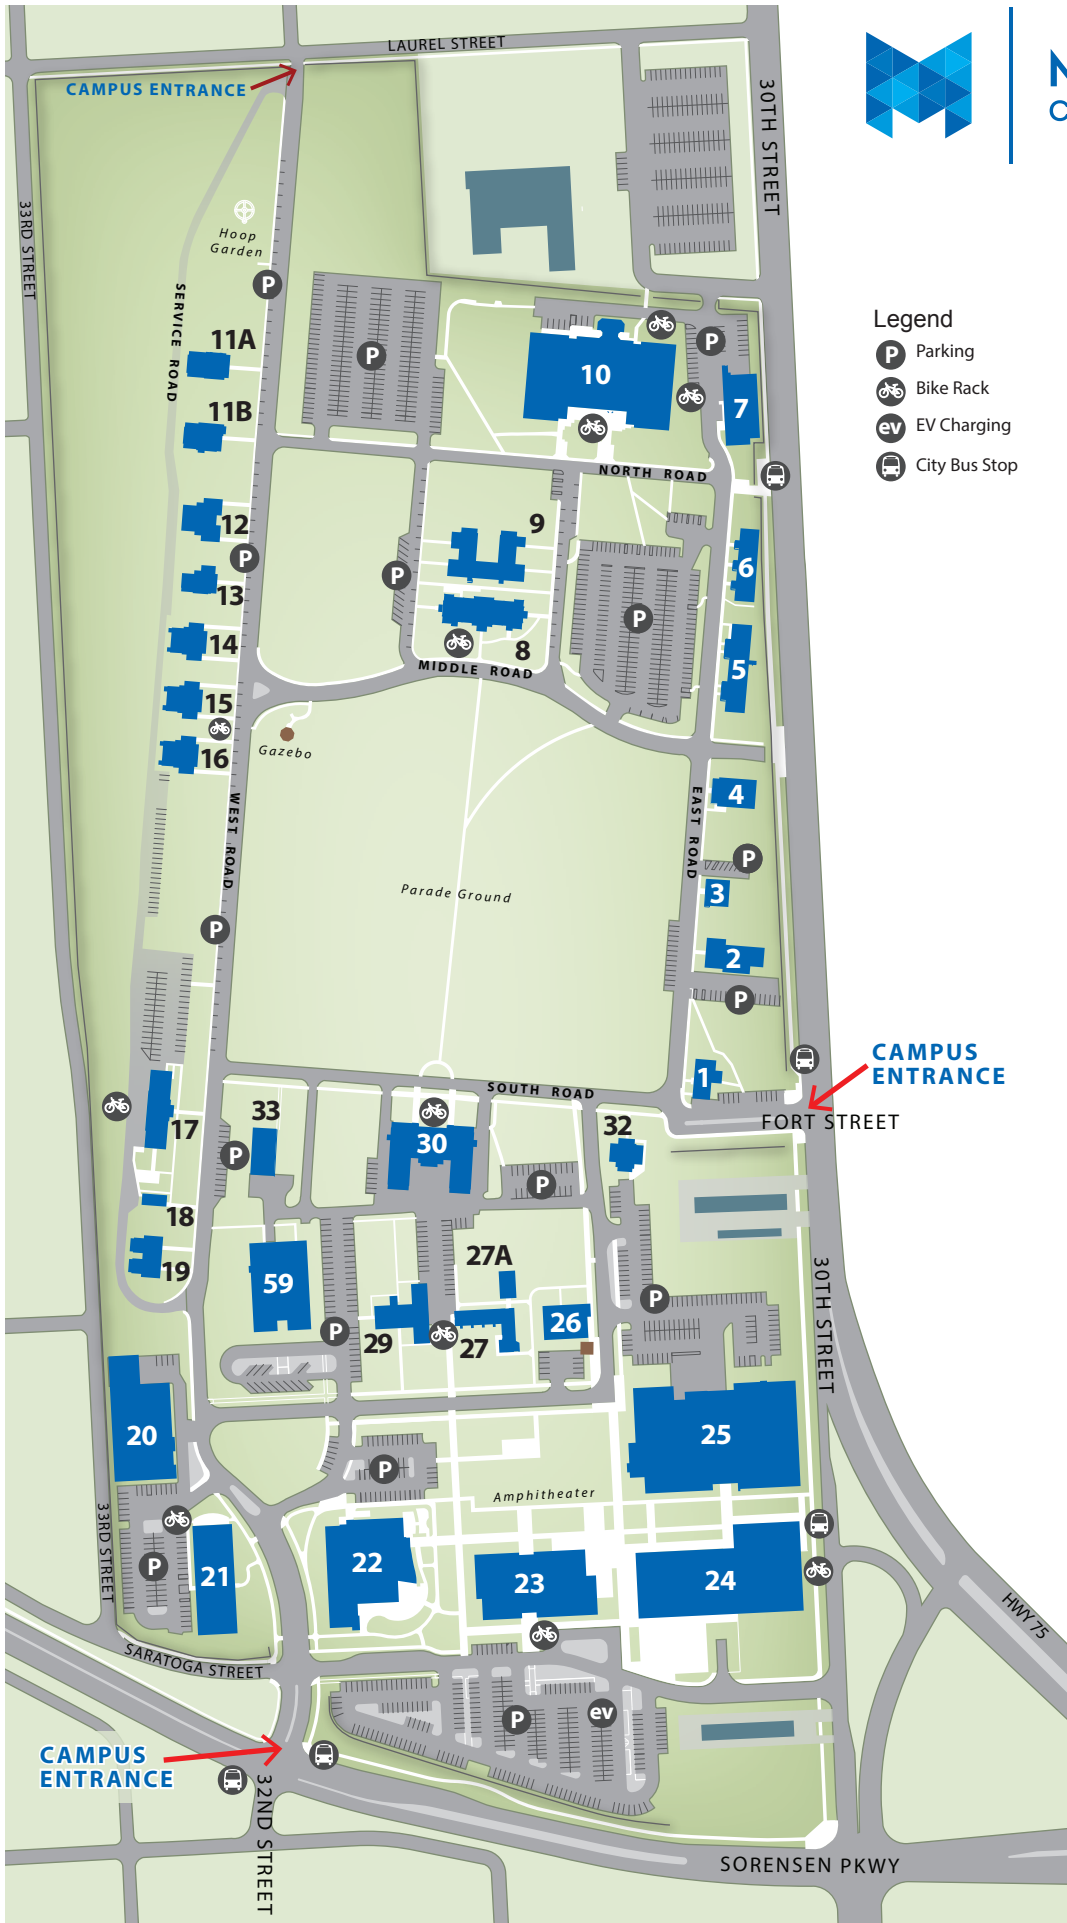 LAUREL STREET
CAMPUS ENTRANCE
30TH STREET
33RD STREET
Hoop
Garden
P
SERVICE ROAD
Legend
P Parking
Bike Rack
ev EV Charging
City Bus Stop
11A
P
P
10
11B
7
NORTH ROAD
12
9
P
P
6
13
P
14
8
MIDDLE ROAD
5
15
16
Gazebo
WEST ROAD
EAST ROAD
4
P
3
Parade Ground
P
2
P
1
SOUTH ROAD
CAMPUS
ENTRANCE
FORT STREET
17
33
30
32
P
P
18
19
59
27A
30TH STREET
P
P
29
27
26
20
25
P
Amphitheater
33RD STREET
P
21
22
23
24
HWY 75
SARATOGA STREET
P
ev
CAMPUS
ENTRANCE
32ND STREET
SORENSEN PKWY